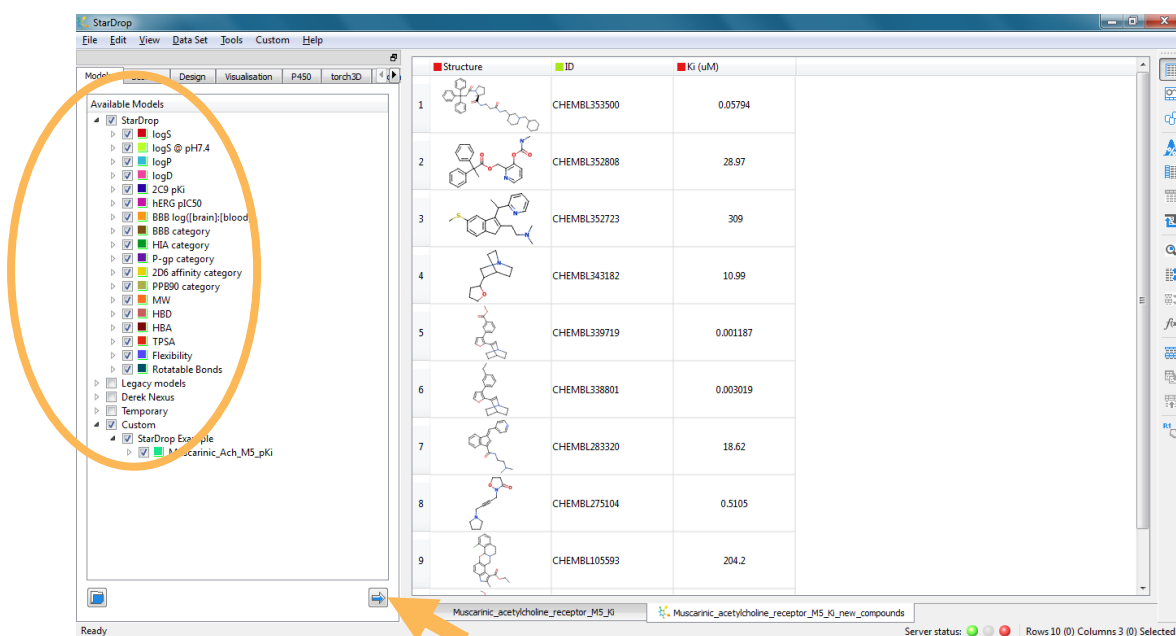 StarDrop
File Edit View Data Set Tools Custom Help
Design Visualisation P450 torch3D
Available Models
StarDrop
logS
logS @ pH7.4
logP
logD
2C9 pKi
hERG pIC50
BBB log([brain]:[blood
BBB category
HIA category
P-gp category
2D6 affinity category
PPB90 category
MW
HBD
HBA
TPSA
Flexibility
Rotatable Bonds
Legacy models
Derek Nexus
Temporary
Custom
StarDrop Example
Muscarinic_Ach_M5_pKi
Structure ID Ki (uM)
1 CHEMBL353500 0.05794
2 CHEMBL352808 28.97
3 CHEMBL352723 309
4 CHEMBL343182 10.99
5 CHEMBL339719 0.001187
6 CHEMBL338801 0.003019
7 CHEMBL283320 18.62
8 CHEMBL275104 0.5105
9 CHEMBL105593 204.2
Muscarinic_acetylcholine_receptor_M5_Ki Muscarinic_acetylcholine_receptor_M5_Ki_new_compounds
Ready Server status: Rows 10 (0) Columns 3 (0) Selected